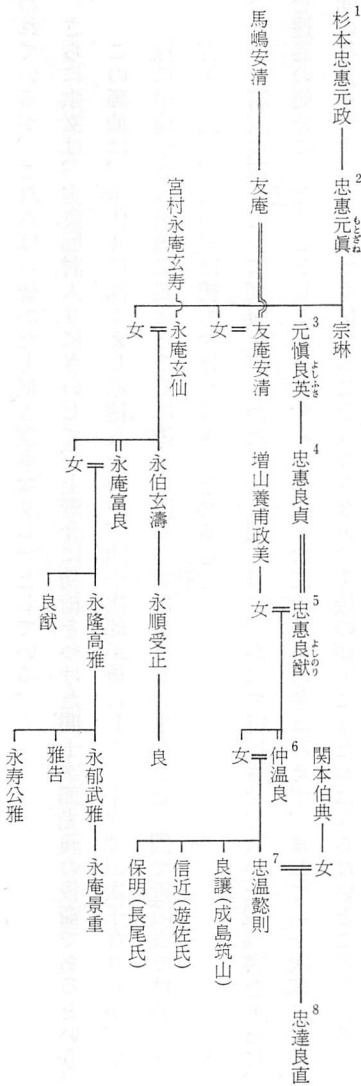 杉本忠恵元政 1
忠恵元眞 2
もとざね
宗琳
元愼良英 3
よしふさ
忠恵良貞 4
忠恵良猷 5
よしのり
馬嶋安清
友庵
友庵安清
女
増山養甫政美
女
宮村永庵玄寿
永庵玄仙
女
永伯玄濤
永庵富良
女
永順受正
良
永隆高雅
良猷
永郁武雅
雅告
永寿公雅
永庵景重
仲温良 6
女
関本伯典
女
忠温懿則 7
良譲(成島筑山)
信近(遊佐氏)
保明(長尾氏)
忠達良直 8